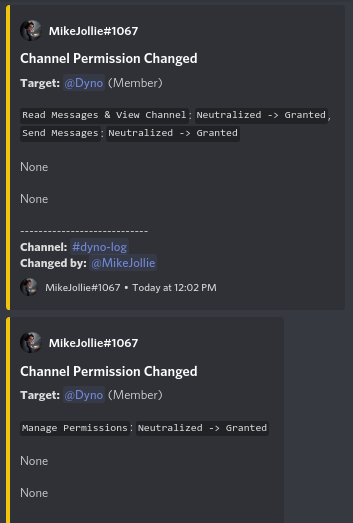 MikeJollie#1067
Channel Permission Changed
Target: @Dyno (Member)
Read Messages & View Channel: Neutralized -> Granted,
Send Messages: Neutralized -> Granted
None
None
----------------------------
Channel: #dyno-log
Changed by: @MikeJollie
MikeJollie#1067 • Today at 12:02 PM
MikeJollie#1067
Channel Permission Changed
Target: @Dyno (Member)
Manage Permissions: Neutralized -> Granted
None
None